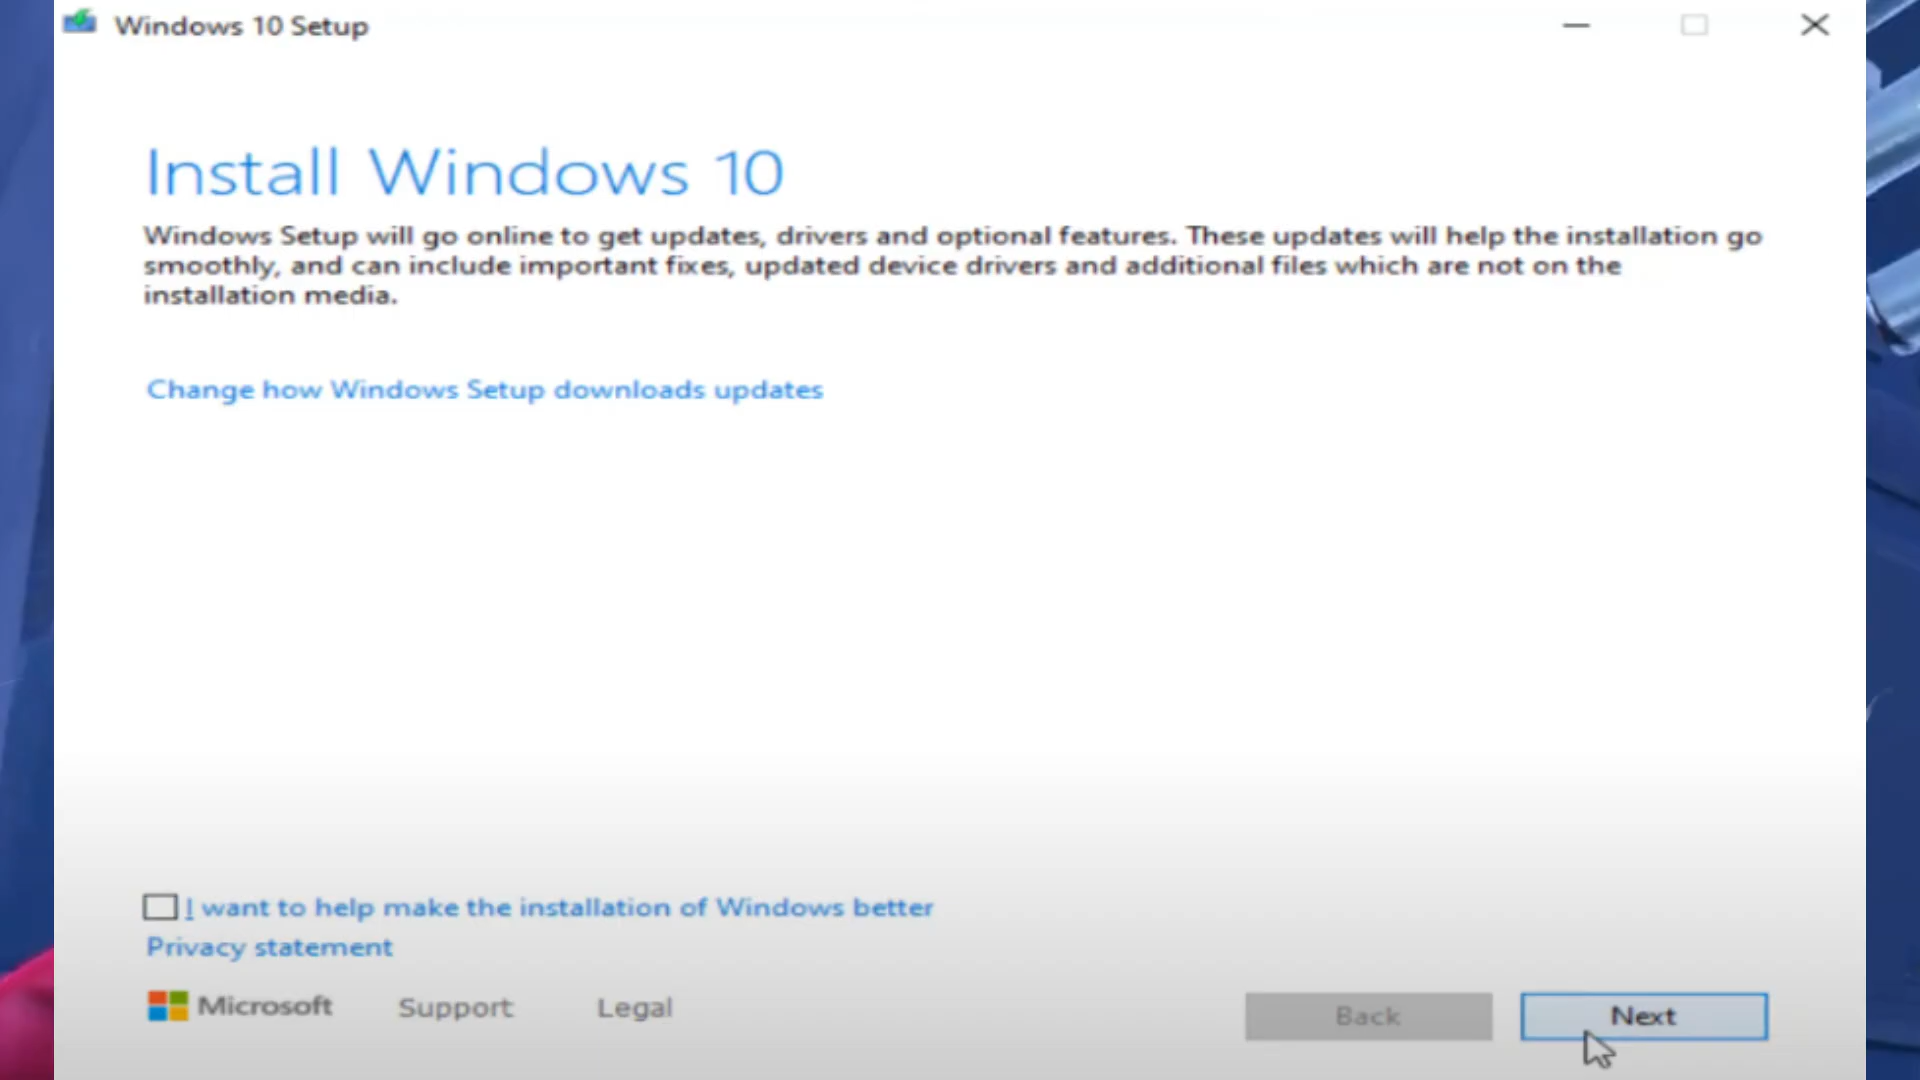 Windows 10 Setup
Install Windows 10
Windows Setup will go online to get updates, drivers and optional features. These updates will help the installation go
smoothly, and can include important fixes, updated device drivers and additional files which are not on the
installation media.
Change how Windows Setup downloads updates
I want to help make the installation of Windows better
Privacy statement
Microsoft Support Legal Back Next